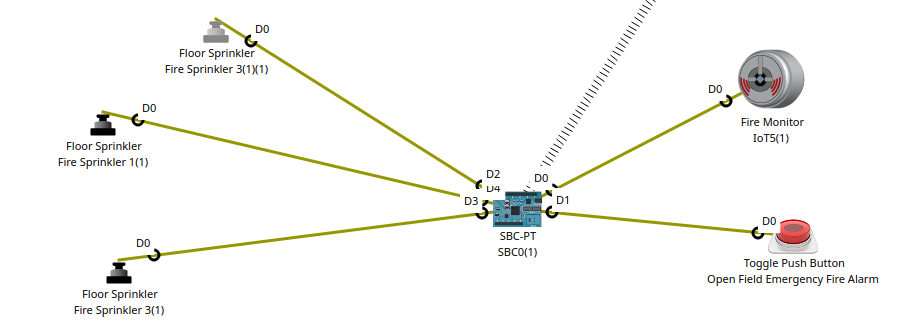 D0
Floor Sprinkler
Fire Sprinkler 3(1)(1)
D0
Floor Sprinkler
Fire Sprinkler 1(1)
D0
Floor Sprinkler
Fire Sprinkler 3(1)
D2
D4
D3
D0
D1
SBC-PT
SBC0(1)
D0
Fire Monitor
IoT5(1)
D0
Toggle Push Button
Open Field Emergency Fire Alarm